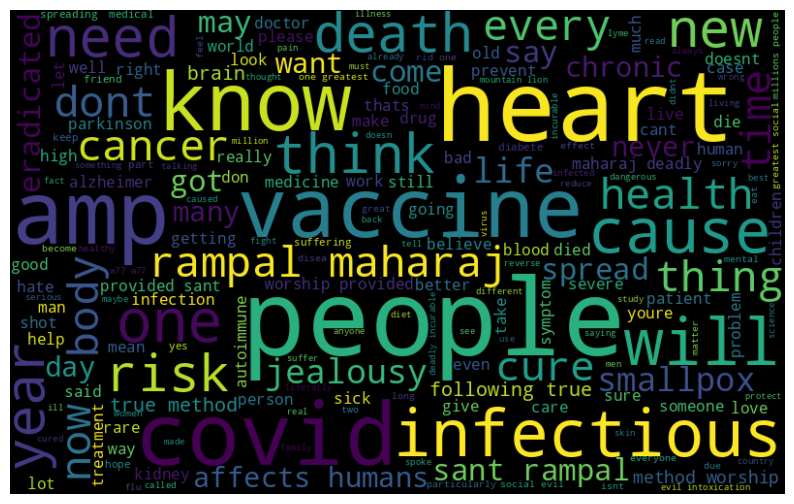 spreading medical illness doctor
need death every new
may want say
know heart
people
vaccine
infectious
covid
eradicated
dont
cancer
parkinson
brain
look
world
please
feel
pain
come
well right
friend
let
one greatest
must
already
thought
rid one
old
prevent
much
lyme
read
always
chronic
doesnt
case
wrong
die
didnt
living
time
greatest social
millions people
mountain lion
incurable
live
cant
human
never
maharaj deadly
sorry
food
thats
make
drug
keep
million
something
part
talking
doesn
diabete
effect
infected
reduce
mind
bad
think
life
high
really
got
don
alzheimer
medicine
work
still
going
fact
caused
back
great
virus
dangerous
best
eat
children
health
cause
amp
many
getting
fight
suffering
tell
believe
blood
died
become
healthy
w77 w77
disea
reverse
mental
good
rampal maharaj
spread
thing
provided sant
worship provided
better
severe
hate
infection
serious
maybe
different
study
science
man
shot
mean
body
one
autoimmune
diet
anyone
see
use
saying
take
symptom
even
youre
patient
problem
matter
deadly incurable
year
help
yes
risk
jealousy
suffer
cure
will
men
day
now
true method
person
sick
following true
smallpox
said
ill
women
real
two
long
give
care
sure
someone
love
protect
rare
way
treatment
cured
hope
made
kidney
family
skin
everyone
due
country
spoke
sant rampal
method worship
lot
flu
called
affects humans
particularly social evil
isnt
evil intoxication